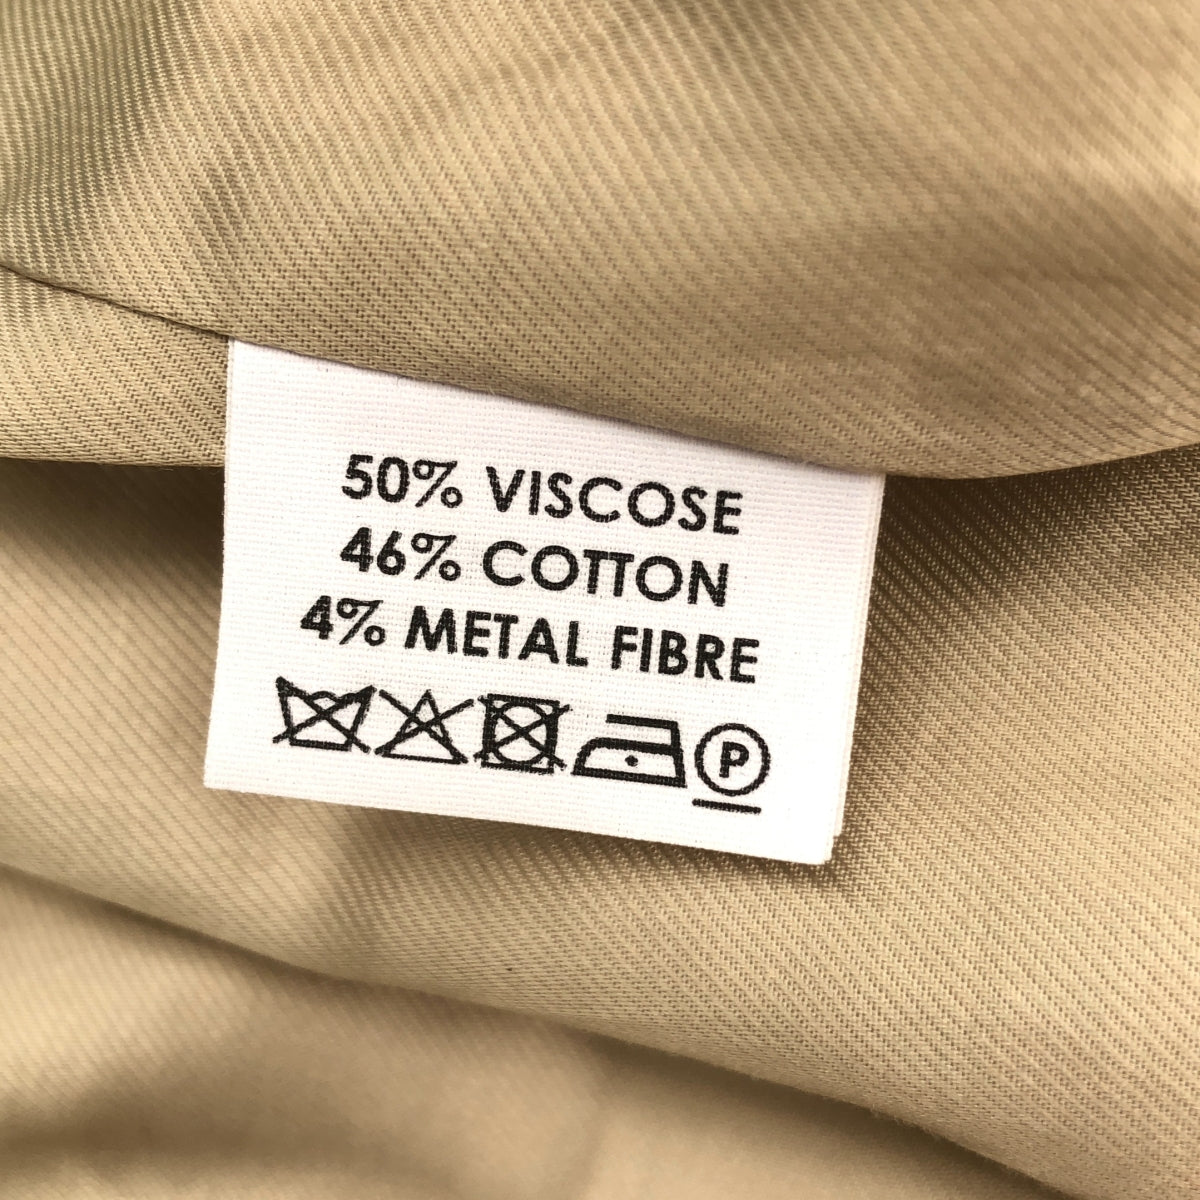 50% VISCOSE
46% COTTON
4% METAL FIBRE
P